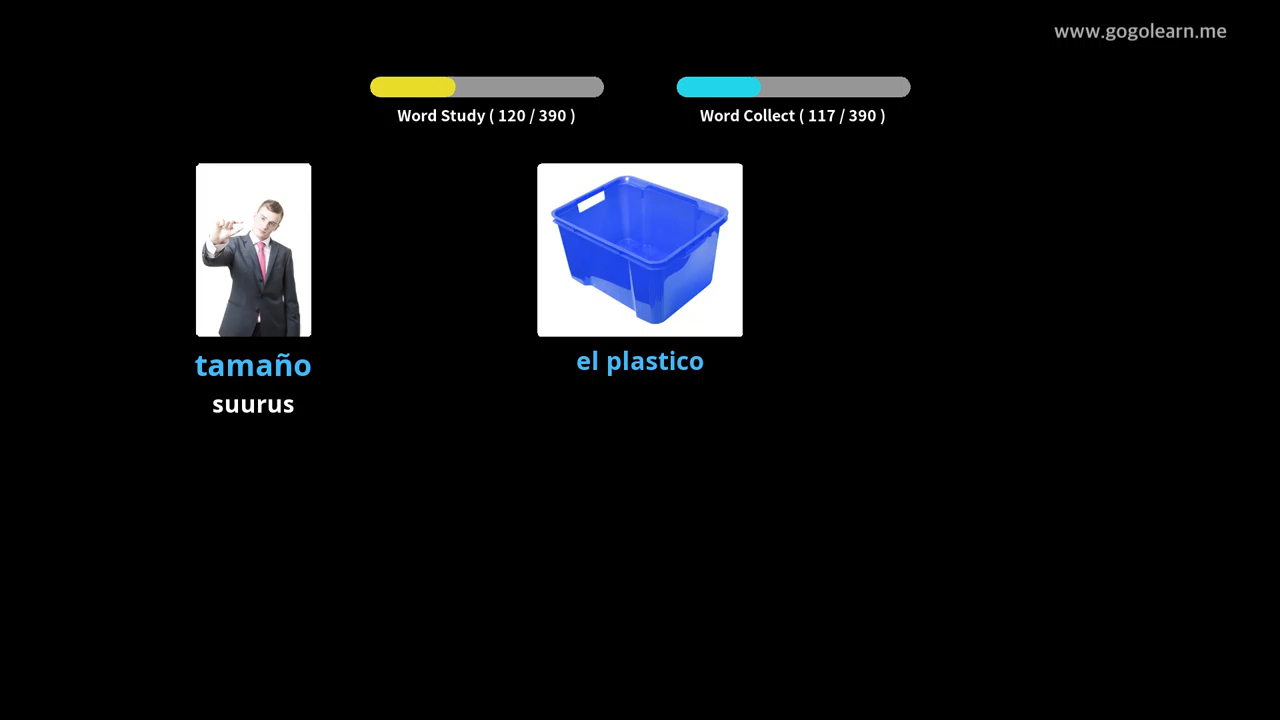 www.gogolearn.me
Word Study ( 120 / 390 )
Word Collect ( 117 / 390 )
tamaño
suurus
el plastico